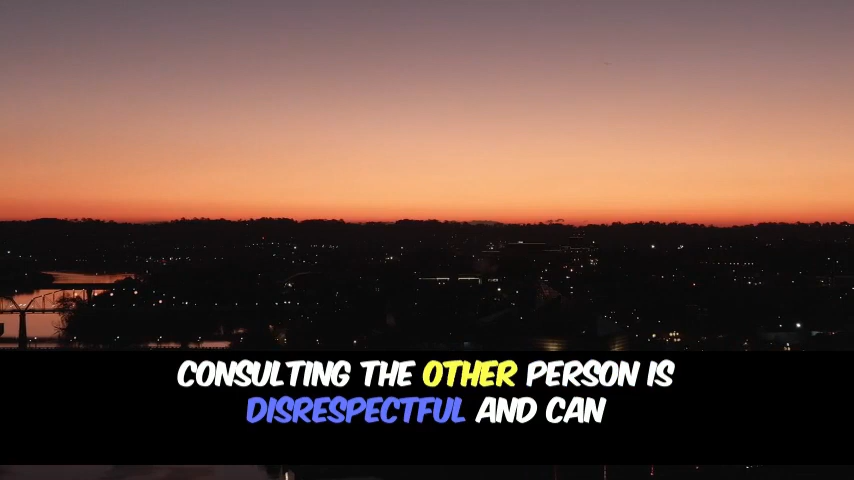 CONSULTING THE OTHER PERSON IS
DISRESPECTFUL AND CAN